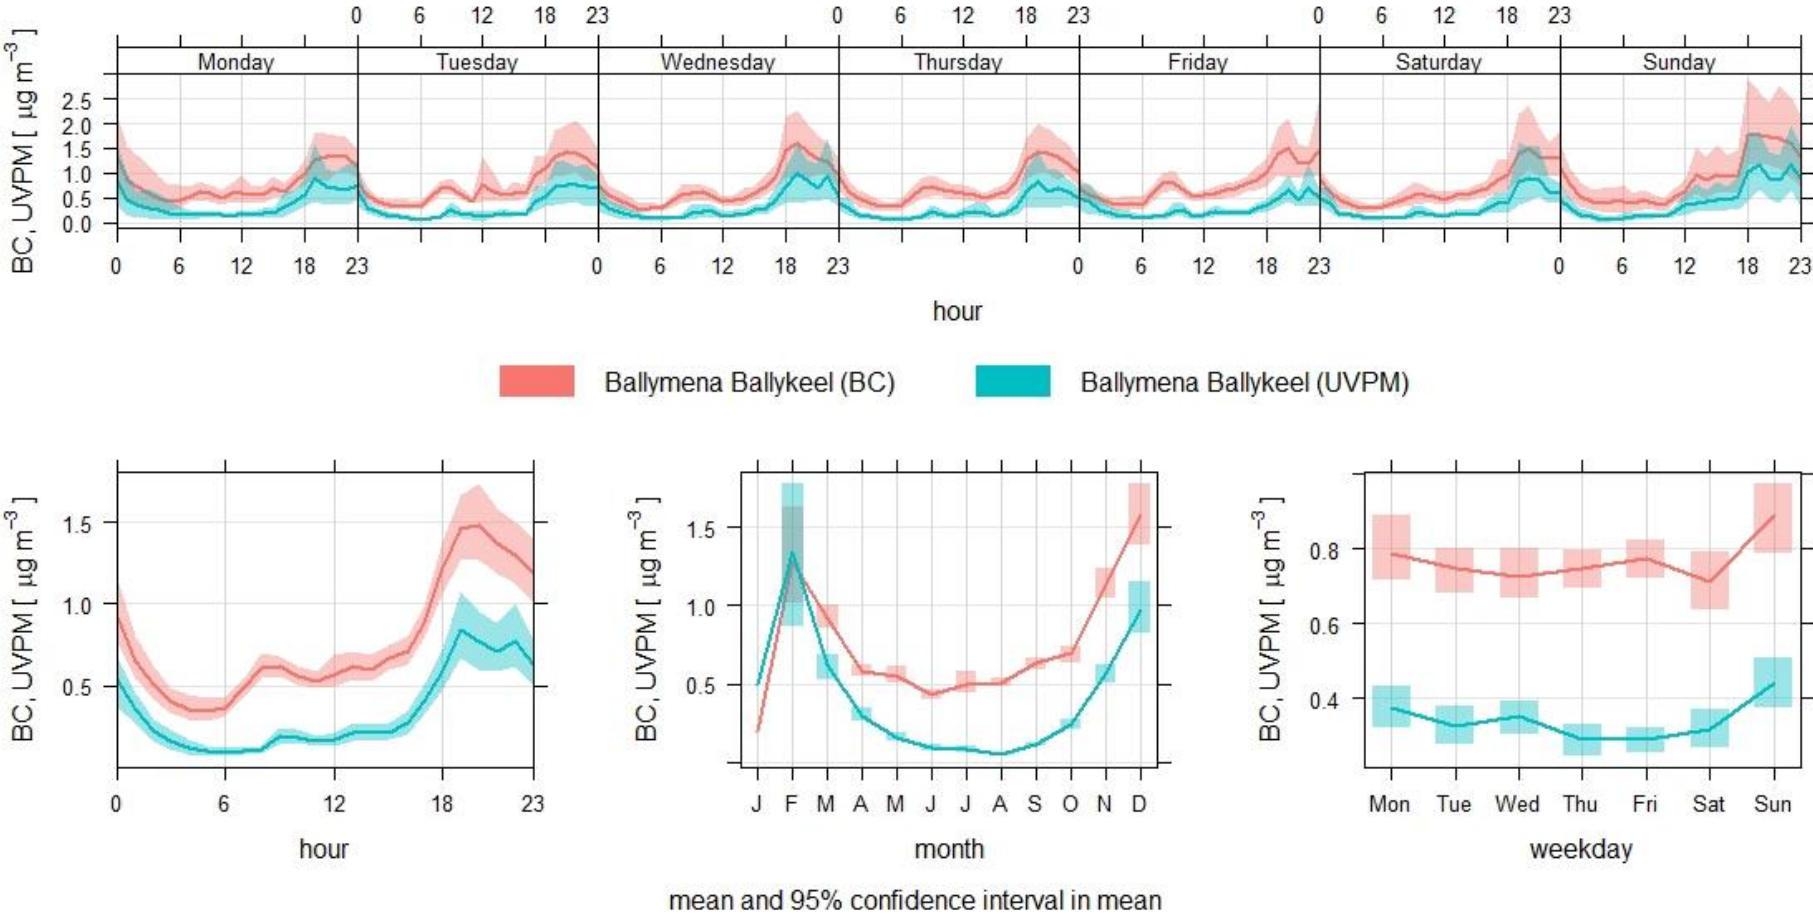 0 6 12 18 23 0 6 12 18 23 0 6 12 18 23
Monday Tuesday Wednesday Thursday Friday Saturday Sunday
BC, UVPM [ μg m⁻³ ]
2.5
2.0
1.5
1.0
0.5
0.0
0 6 12 18 23 0 6 12 18 23 0 6 12 18 23 0 6 12 18 23
hour
Ballymena Ballykeel (BC) Ballymena Ballykeel (UVPM)
BC, UVPM [ μg m⁻³ ]
1.5
1.0
0.5
0 6 12 18 23
hour
BC, UVPM [ μg m⁻³ ]
1.5
1.0
0.5
J F M A M J J A S O N D
month
BC, UVPM [ μg m⁻³ ]
0.8
0.6
0.4
Mon Tue Wed Thu Fri Sat Sun
weekday
mean and 95% confidence interval in mean